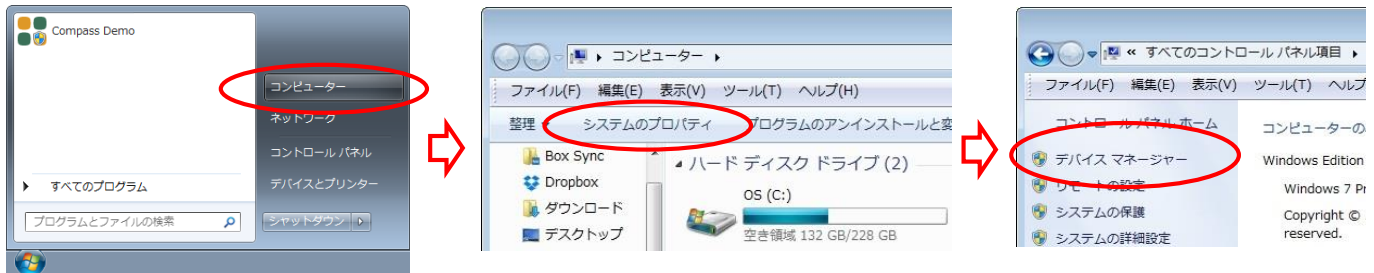 Compass Demo
コンピューター
ネットワーク
コントロール パネル
デバイスとプリンター
すべてのプログラム
プログラムとファイルの検索
シャットダウン
コンピューター
ファイル(F) 編集(E) 表示(V) ツール(T) ヘルプ(H)
整理 システムのプロパティ プログラムのアンインストールと変
Box Sync
Dropbox
ダウンロード
デスクトップ
ハード ディスク ドライブ (2)
OS (C:)
空き領域 132 GB/228 GB
« すべてのコントロール パネル項目
ファイル(F) 編集(E) 表示(V) ツール(T) ヘルプ
コントロール パネル ホーム
デバイス マネージャー
リモートの設定
システムの保護
システムの詳細設定
コンピューターの
Windows Edition
Windows 7 Pr
Copyright ©
reserved.